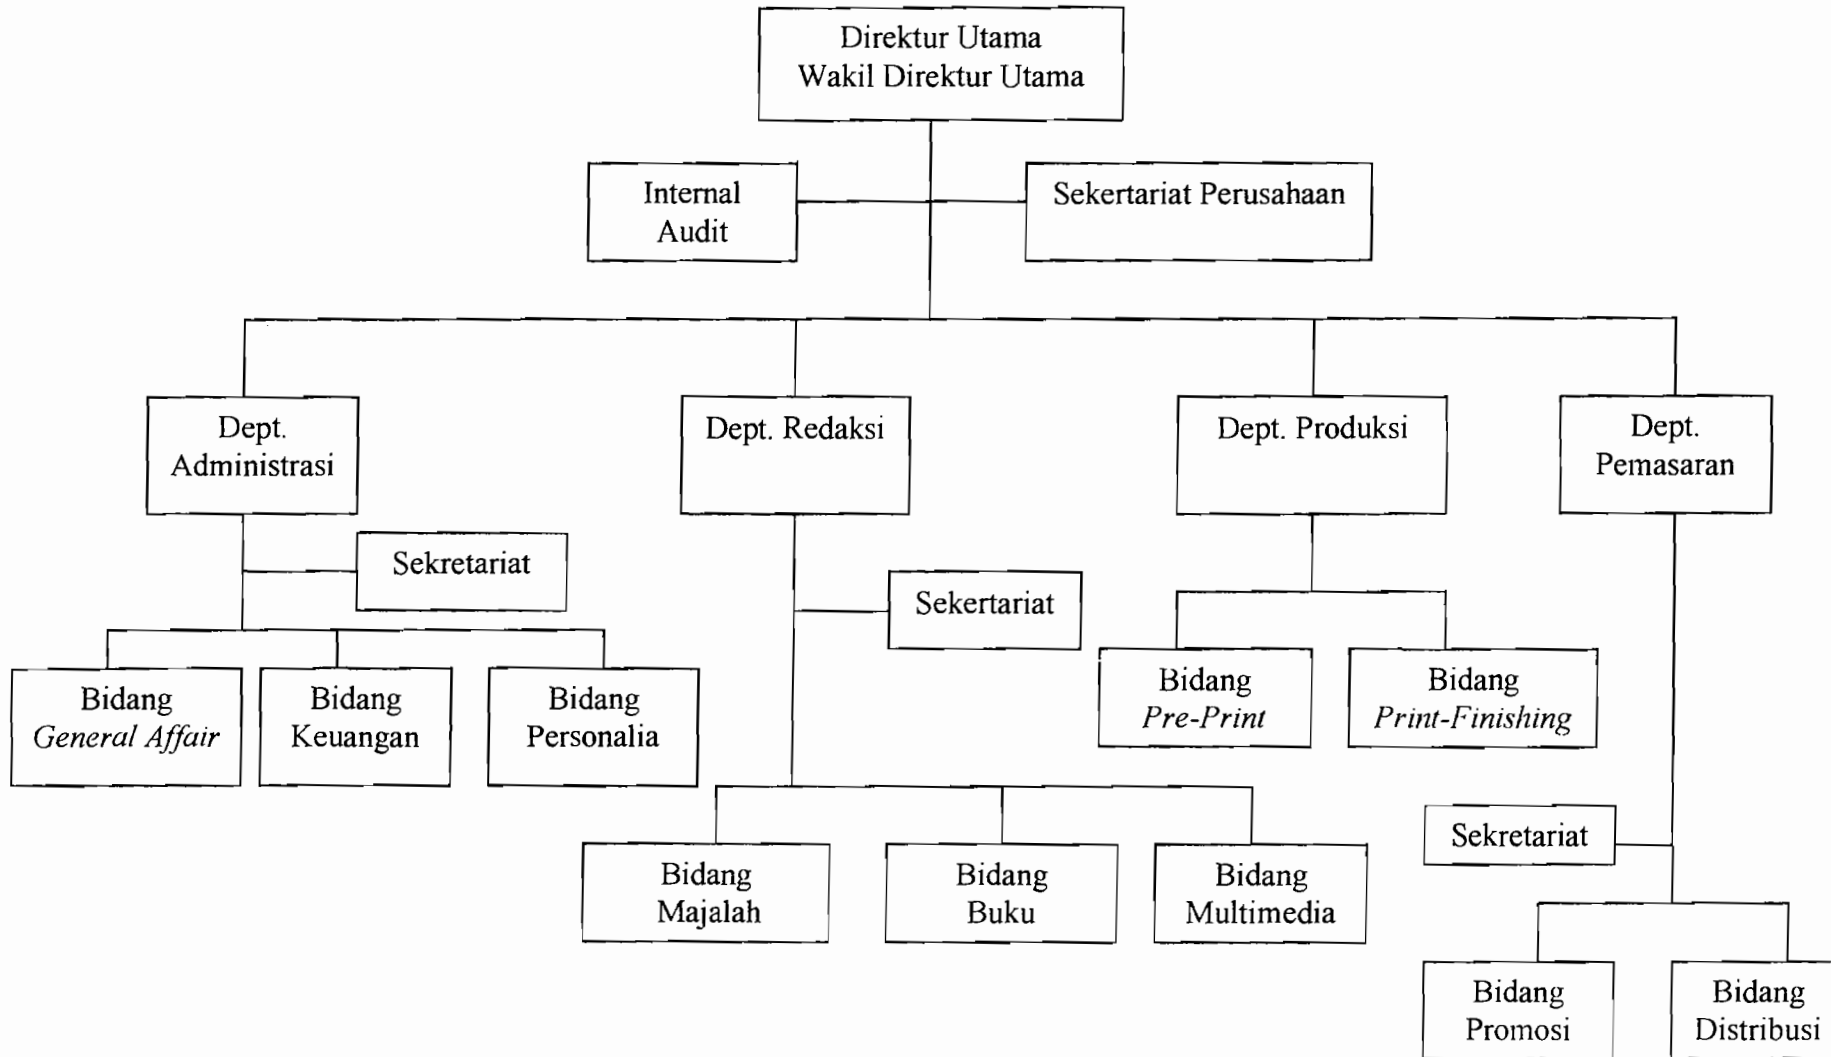 Direktur Utama
Wakil Direktur Utama
Internal
Audit
Sekertariat Perusahaan
Dept.
Administrasi
Dept. Redaksi
Dept. Produksi
Dept.
Pemasaran
Sekretariat
Sekertariat
Bidang
General Affair
Bidang
Keuangan
Bidang
Personalia
Bidang
Pre-Print
Bidang
Print-Finishing
Sekretariat
Bidang
Majalah
Bidang
Buku
Bidang
Multimedia
Bidang
Promosi
Bidang
Distribusi